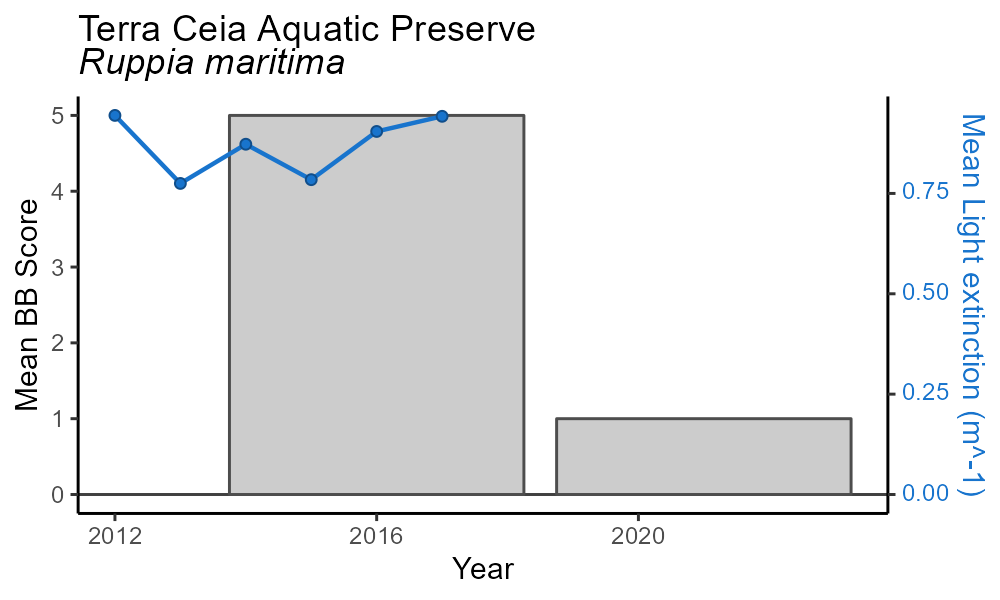 Terra Ceia Aquatic Preserve
Ruppia maritima
5
4
3
2
1
0
Mean BB Score
0.75
0.50
0.25
0.00
Mean Light extinction (m^-1)
2012
2016
2020
Year